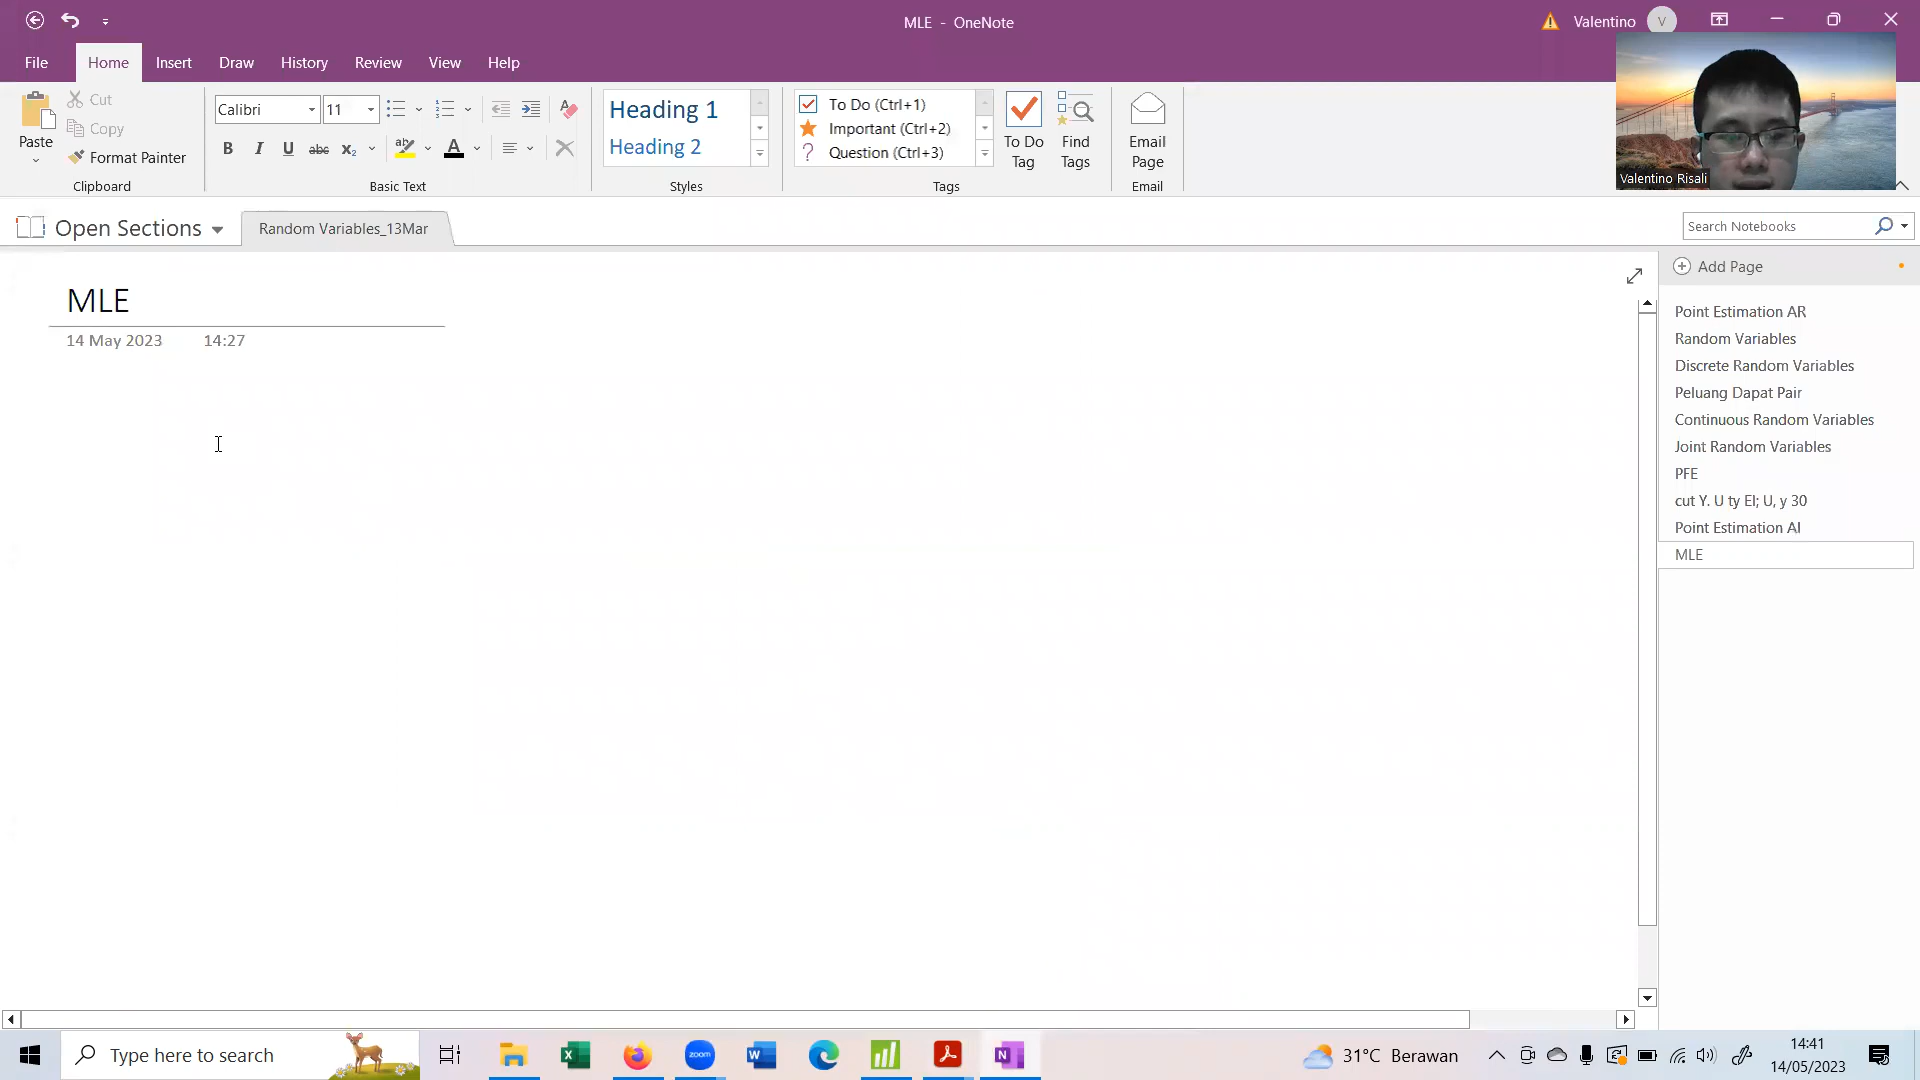 MLE - OneNote
Valentino
V
File
Home
Insert
Draw
History
Review
View
Help
Paste
Cut
Copy
Format Painter
Clipboard
Calibri
11
B I U abc x₂
A
Basic Text
Heading 1
Heading 2
Styles
To Do (Ctrl+1)
Important (Ctrl+2)
Question (Ctrl+3)
Tags
To Do
Tag
Find
Tags
Email
Page
Email
Valentino Risali
Open Sections
Random Variables_13Mar
Search Notebooks
Add Page
MLE
14 May 2023 14:27
Point Estimation AR
Random Variables
Discrete Random Variables
Peluang Dapat Pair
Continuous Random Variables
Joint Random Variables
PFE
cut Y. U ty EI; U, y 30
Point Estimation AI
MLE
Type here to search
zoom
31°C Berawan
14:41
14/05/2023